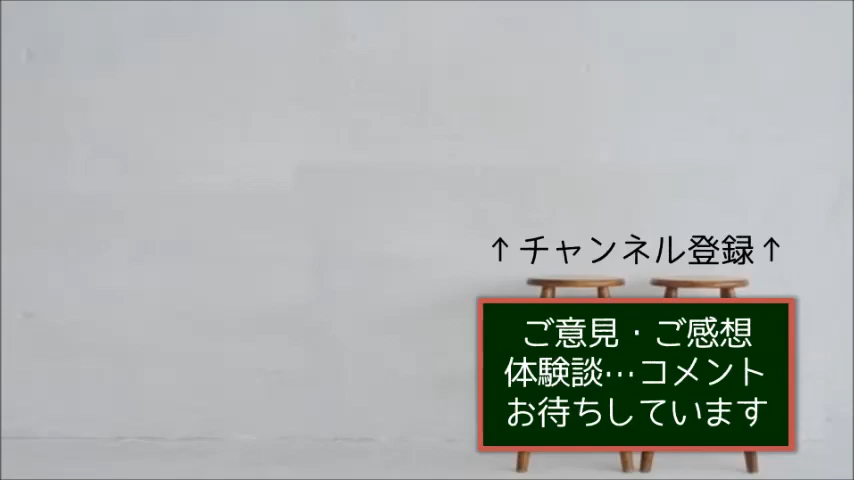 ↑チャンネル登録↑
ご意見・ご感想
体験談…コメント
お待ちしています